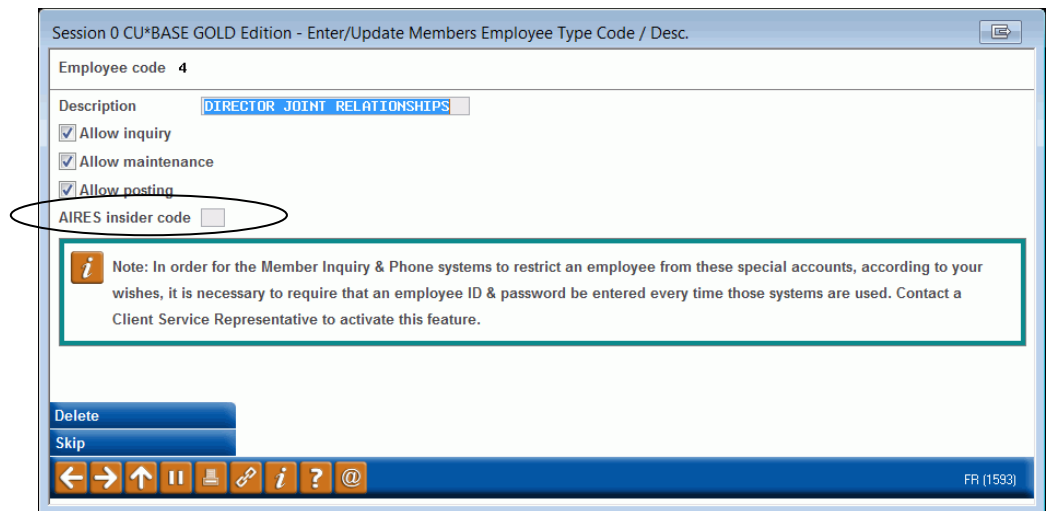 Session 0 CU*BASE GOLD Edition - Enter/Update Members Employee Type Code / Desc.
Employee code 4
Description DIRECTOR JOINT RELATIONSHIPS
Allow inquiry
Allow maintenance
Allow posting
AIRES insider code
i Note: In order for the Member Inquiry & Phone systems to restrict an employee from these special accounts, according to your
wishes, it is necessary to require that an employee ID & password be entered every time those systems are used. Contact a
Client Service Representative to activate this feature.
Delete
Skip
i ? @ FR (1593)